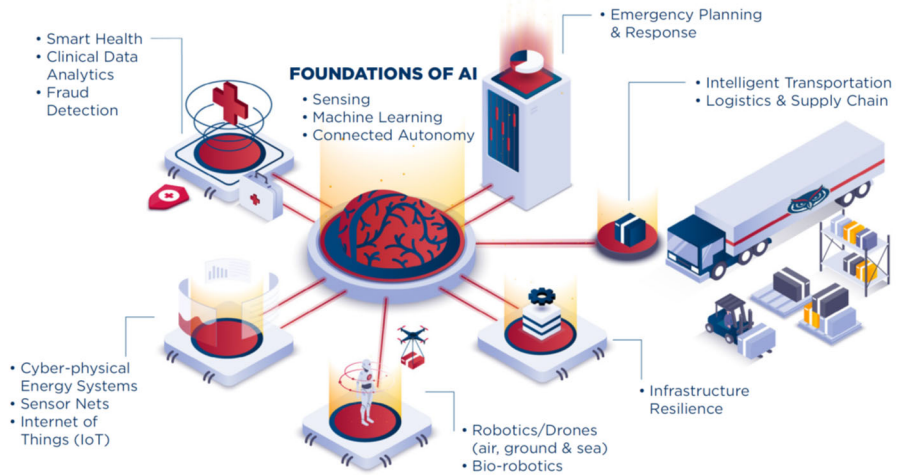 • Smart Health
• Clinical Data
Analytics
• Fraud
Detection
FOUNDATIONS OF AI
• Sensing
• Machine Learning
• Connected Autonomy
• Emergency Planning
& Response
• Intelligent Transportation
• Logistics & Supply Chain
• Cyber-physical
Energy Systems
• Sensor Nets
• Internet of
Things (IoT)
• Robotics/Drones
(air, ground & sea)
• Bio-robotics
• Infrastructure
Resilience